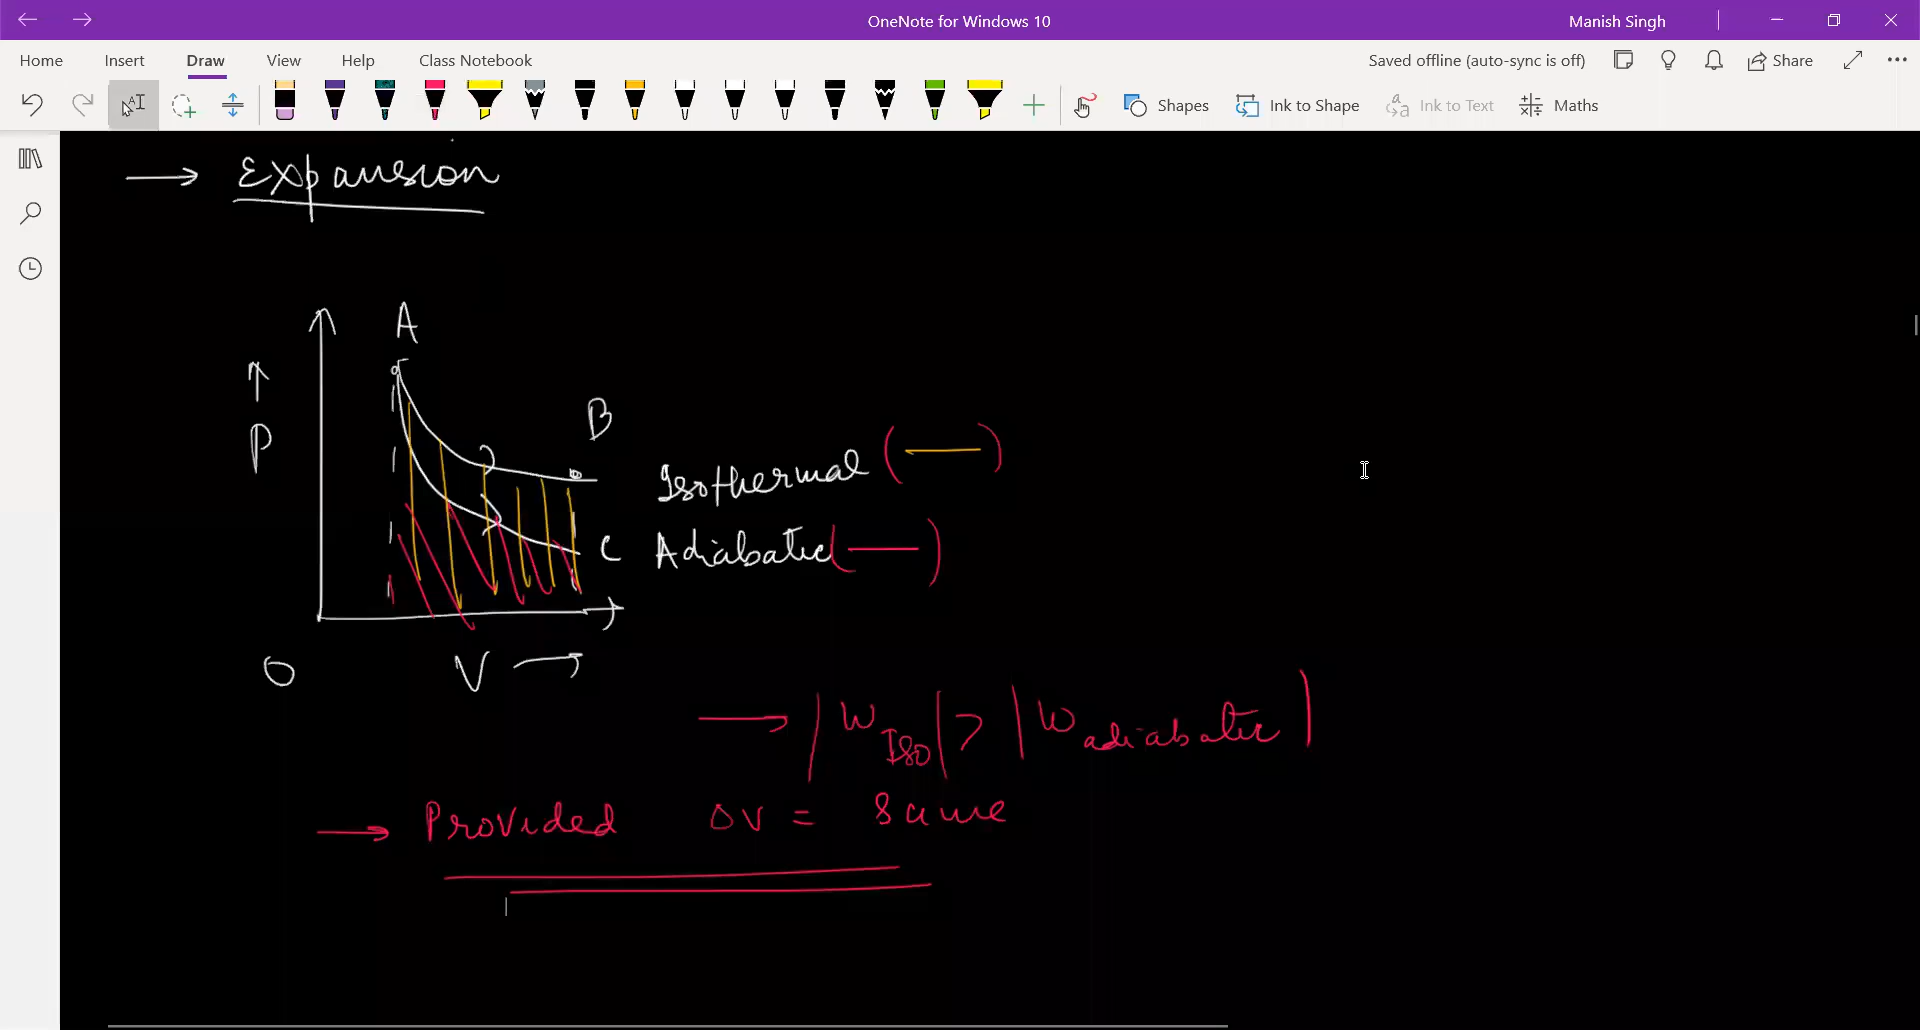 OneNote for Windows 10
Manish Singh
Home Insert Draw View Help Class Notebook
Saved offline (auto-sync is off) Share
Shapes Ink to Shape Ink to Text Maths
→ Expansion
A
↑
P
B
Isothermal (—)
C Adiabatic (—)
O V →
→ |W Iso| > |W adiabatic|
→ Provided ΔV = Same